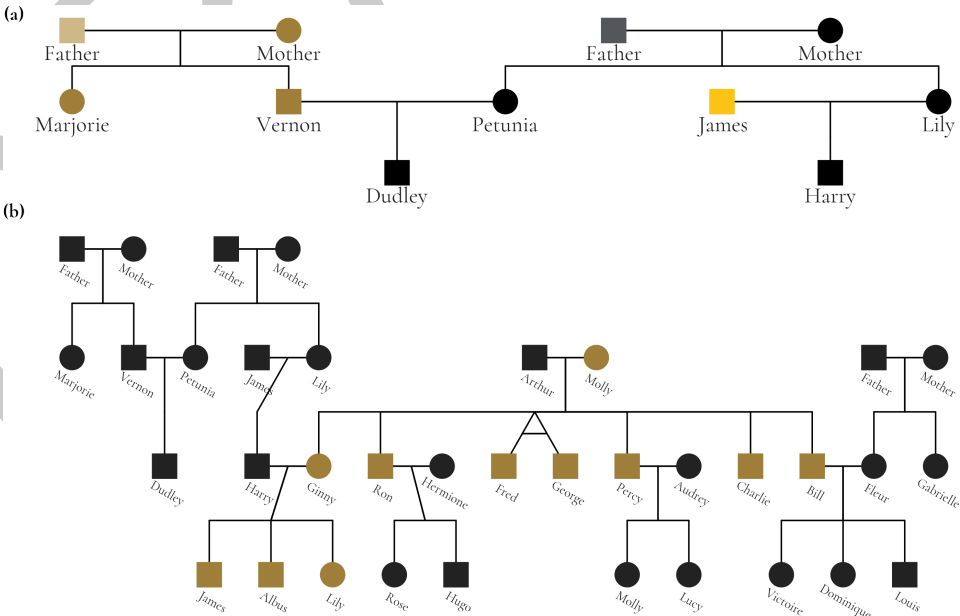 (a)
Father Mother Father Mother
Marjorie Vernon Petunia James Lily
Dudley Harry
(b)
Father Mother Father Mother
Marjorie Vernon Petunia James Lily Arthur Molly Father Mother
Dudley Harry Ginny Ron Hermione Fred George Percy Audrey Charlie Bill Fleur Gabrielle
James Albus Lily Rose Hugo Molly Lucy Victoire Dominique Louis